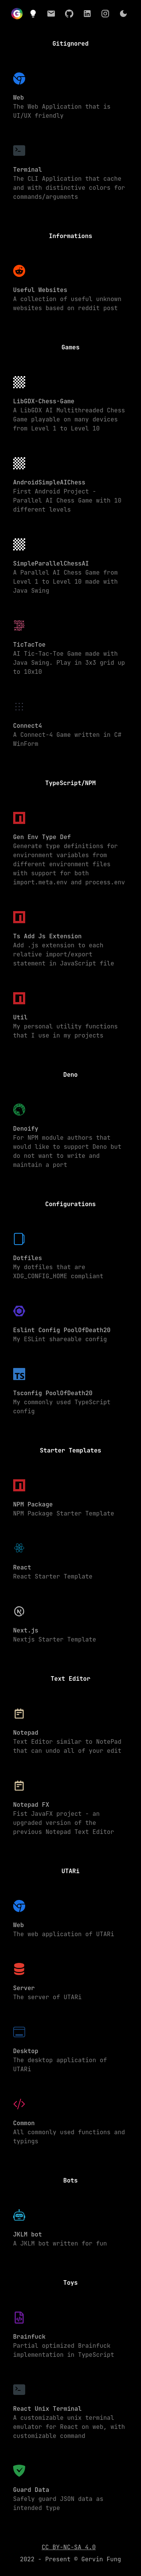 Gitignored
Web
The Web Application that is
UI/UX friendly
Terminal
The CLI Application that cache
and with distinctive colors for
commands/arguments
Informations
Useful Websites
A collection of useful unknown
websites based on reddit post
Games
LibGDX-Chess-Game
A LibGDX AI Multithreaded Chess
Game playable on many devices
from Level 1 to Level 10
AndroidSimpleAIChess
First Android Project -
Parallel AI Chess Game with 10
different levels
SimpleParallelChessAI
A Parallel AI Chess Game from
Level 1 to Level 10 made with
Java Swing
TicTacToe
AI Tic-Tac-Toe Game made with
Java Swing. Play in 3x3 grid up
to 10x10
Connect4
A Connect-4 Game written in C#
WinForm
TypeScript/NPM
Gen Env Type Def
Generate type definitions for
environment variables from
different environment files
with support for both
import.meta.env and process.env
Ts Add Js Extension
Add .js extension to each
relative import/export
statement in JavaScript file
Util
My personal utility functions
that I use in my projects
Deno
Denoify
For NPM module authors that
would like to support Deno but
do not want to write and
maintain a port
Configurations
Dotfiles
My dotfiles that are
XDG_CONFIG_HOME compliant
Eslint Config PoolOfDeath20
My ESLint shareable config
Tsconfig PoolOfDeath20
My commonly used TypeScript
config
Starter Templates
NPM Package
NPM Package Starter Template
React
React Starter Template
Next.js
Nextjs Starter Template
Text Editor
Notepad
Text Editor similar to NotePad
that can undo all of your edit
Notepad FX
Fist JavaFX project - an
upgraded version of the
previous Notepad Text Editor
UTARi
Web
The web application of UTARi
Server
The server of UTARi
Desktop
The desktop application of
UTARi
Common
All commonly used functions and
typings
Bots
JKLM bot
A JKLM bot written for fun
Toys
Brainfuck
Partial optimized Brainfuck
implementation in TypeScript
React Unix Terminal
A customizable unix terminal
emulator for React on web, with
customizable command
Guard Data
Safely guard JSON data as
intended type
CC BY-NC-SA 4.0
2022 - Present © Gervin Fung